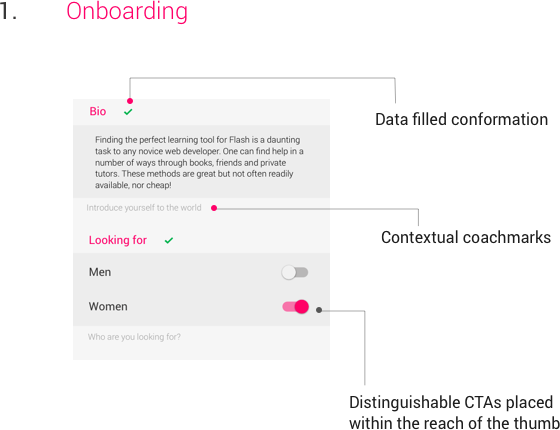 1. Onboarding
Bio
Data filled conformation
Finding the perfect learning tool for Flash is a daunting
task to any novice web developer. One can find help in a
number of ways through books, friends and private
tutors. These methods are great but not often readily
available, nor cheap!
Introduce yourself to the world
Contextual coachmarks
Looking for
Men
Women
Who are you looking for?
Distinguishable CTAs placed
within the reach of the thumb